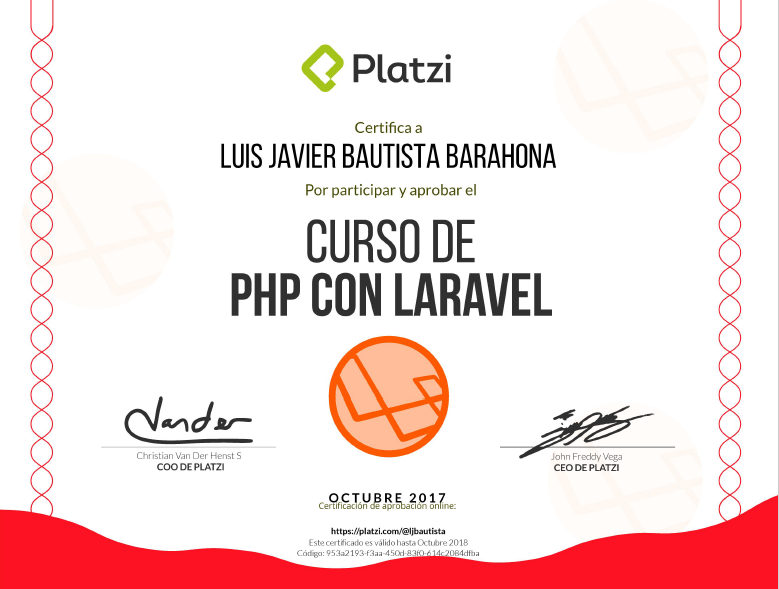 Platzi
Certifica a
LUIS JAVIER BAUTISTA BARAHONA
Por participar y aprobar el
CURSO DE
PHP CON LARAVEL
Vander
Christian Van Der Henst S
COO DE PLATZI
John Freddy Vega
CEO DE PLATZI
OCTUBRE 2017
Certificación de aprobación online:
https://platzi.com/@ljbautista
Este certificado es válido hasta Octubre 2018
Código: 953a2193-f3aa-450d-83f0-614c2084dfba